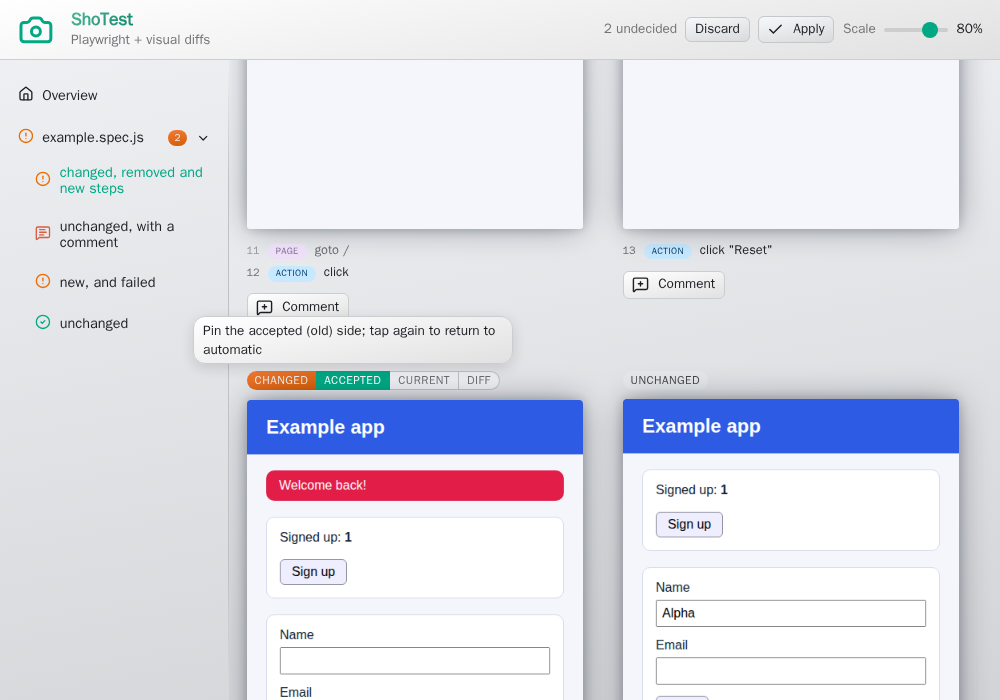 ShoTest
Playwright + visual diffs
2 undecided
Discard
Apply
Scale
80%
Overview
example.spec.js
2
changed, removed and
new steps
unchanged, with a
comment
new, and failed
unchanged
11 PAGE goto /
12 ACTION click
Comment
13 ACTION click "Reset"
Comment
Pin the accepted (old) side; tap again to return to
automatic
CHANGED ACCEPTED CURRENT DIFF
Example app
Welcome back!
Signed up: 1
Sign up
Name
Email
UNCHANGED
Example app
Signed up: 1
Sign up
Name
Alpha
Email